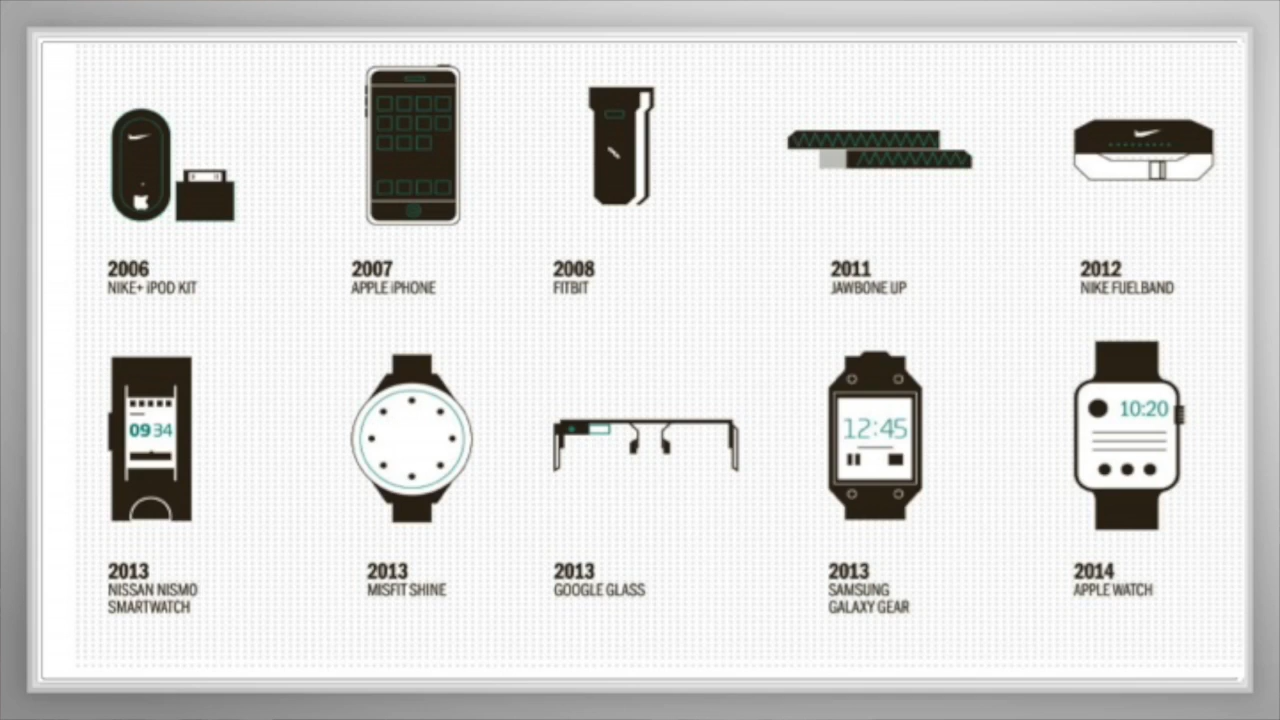 2006
NIKE+ iPOD KIT
2007
APPLE iPHONE
2008
FITBIT
2011
JAWBONE UP
2012
NIKE FUELBAND
09 34
12:45
10:20
2013
NISSAN NISMO
SMARTWATCH
2013
MISFIT SHINE
2013
GOOGLE GLASS
2013
SAMSUNG
GALAXY GEAR
2014
APPLE WATCH